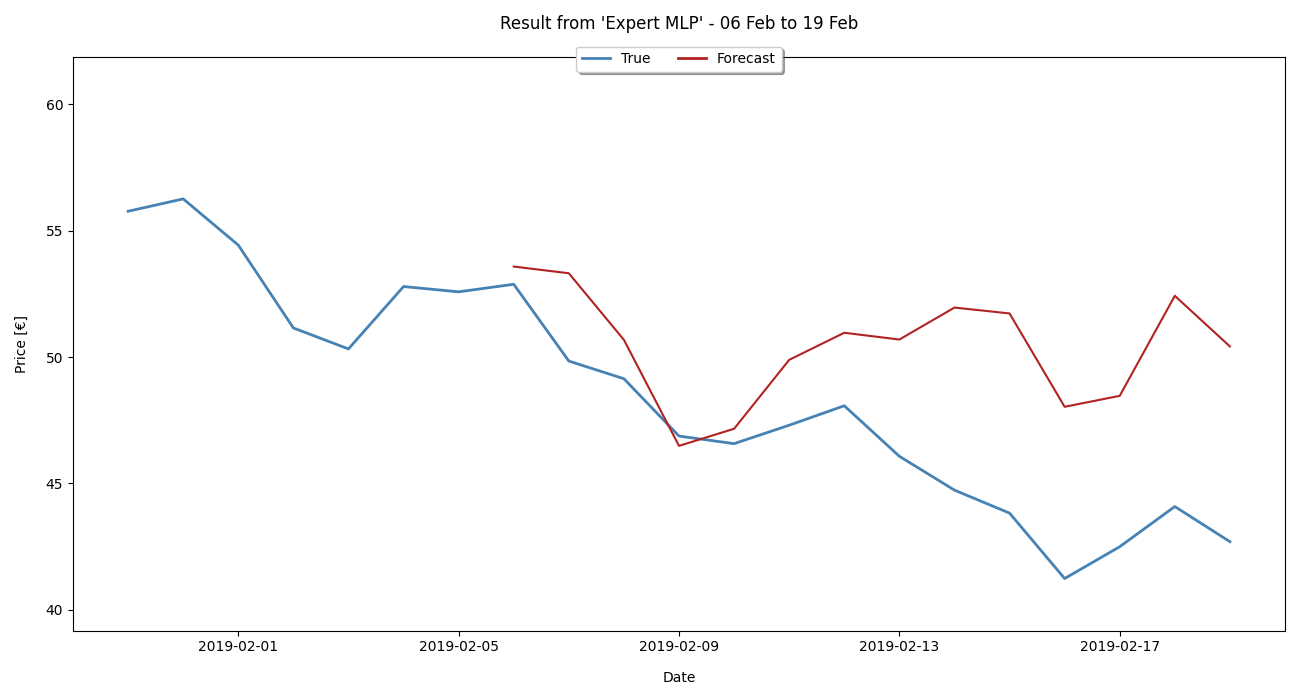 Result from 'Expert MLP' - 06 Feb to 19 Feb
True Forecast
60
55
50
45
40
Price [€]
2019-02-01 2019-02-05 2019-02-09 2019-02-13 2019-02-17
Date